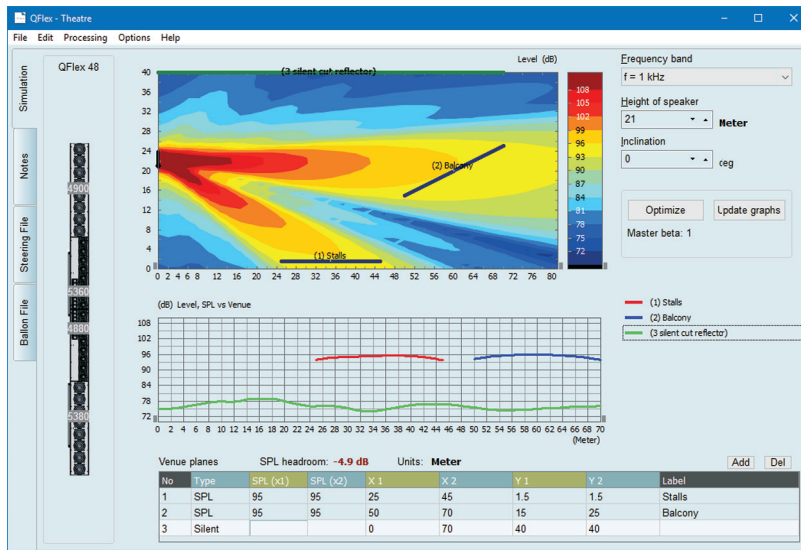 QFlex - Theatre
File Edit Processing Options Help
Simulation
Notes
Steering File
Ballon File
QFlex 48
4900
5360
4880
5380
Level (dB)
(3 silent cut reflector)
40
36
32
28
24
20
16
12
8
4
0
(2) Balcony
(1) Stalls
0 2 4 6 8 12 16 20 24 28 32 36 40 44 48 52 56 60 64 68 72 76 80
108
105
102
99
96
93
90
87
84
81
78
75
72
Frequency band
f = 1 kHz
Height of speaker
21 Meter
Inclination
0 ceg
Optimize Update graphs
Master beta: 1
(dB) Level, SPL vs Venue
108
102
96
90
84
78
72
0 2 4 6 8 10 12 14 16 18 20 22 24 26 28 30 32 34 36 38 40 42 44 46 48 50 52 54 56 58 60 62 64 66 68 70
(Meter)
(1) Stalls
(2) Balcony
(3 silent cut reflector)
Venue planes SPL headroom: -4.9 dB Units: Meter Add Del
No Type SPL (x1) SPL (x2) X 1 X 2 Y 1 Y 2 Label
1 SPL 95 95 25 45 1.5 1.5 Stalls
2 SPL 95 95 50 70 15 25 Balcony
3 Silent 0 70 40 40